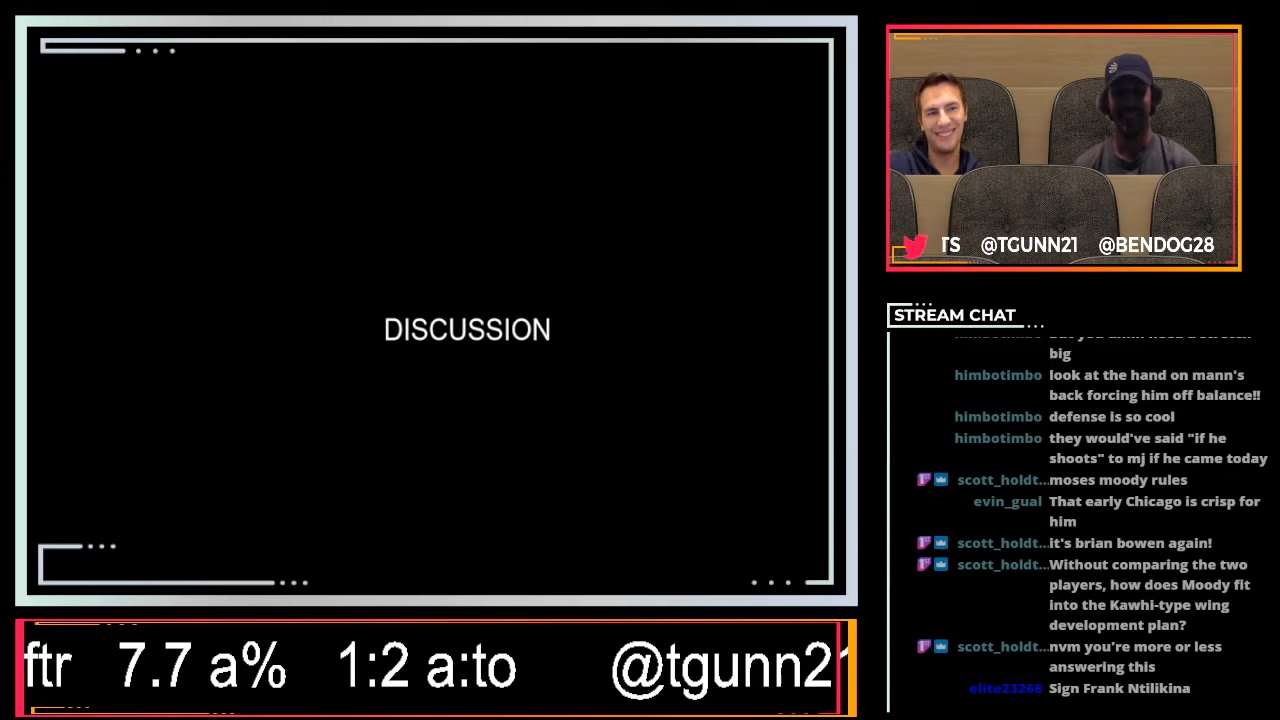 DISCUSSION
ftr 7.7 a% 1:2 a:to @tgunn21
TS @TGUNN21 @BENDOG28
STREAM CHAT
big
himbotimbo look at the hand on mann's
back forcing him off balance!!
himbotimbo defense is so cool
himbotimbo they would've said "if he
shoots" to mj if he came today
scott_holdt... moses moody rules
evin_gual That early Chicago is crisp for
him
scott_holdt... it's brian bowen again!
scott_holdt... Without comparing the two
players, how does Moody fit
into the Kawhi-type wing
development plan?
scott_holdt... nvm you're more or less
answering this
elite23268 Sign Frank Ntilikina